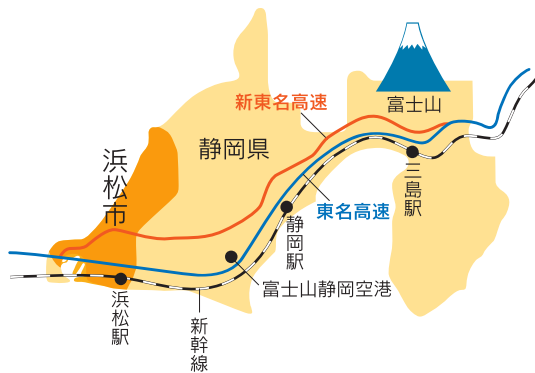 富士山
新東名高速
静岡県
浜松市
東名高速
三島駅
静岡駅
富士山静岡空港
浜松駅
新幹線